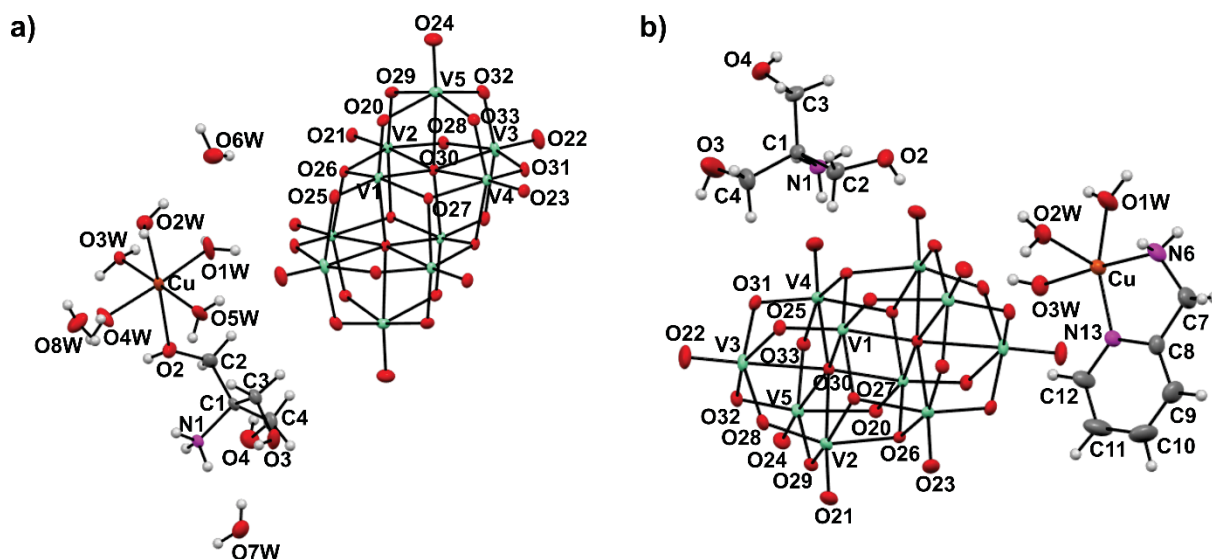 a)
O24
O29
V5
O32
O20
O33
O21
V2
O28
V3
O22
O6W
O26
O30
O31
V1
V4
O23
O25
O27
O2W
O3W
O1W
Cu
O5W
O8W
O4W
O2
C2
C3
C1
C4
N1
O4
O3
O7W
b)
O4
C3
O3
C1
O2
N1
C2
C4
O1W
O2W
N6
Cu
O31
V4
O3W
O25
C7
O22
V1
N13
C8
V3
O33
O30
O27
C12
C9
V5
O32
O20
C11
C10
O28
O26
O24
V2
O29
O23
O21